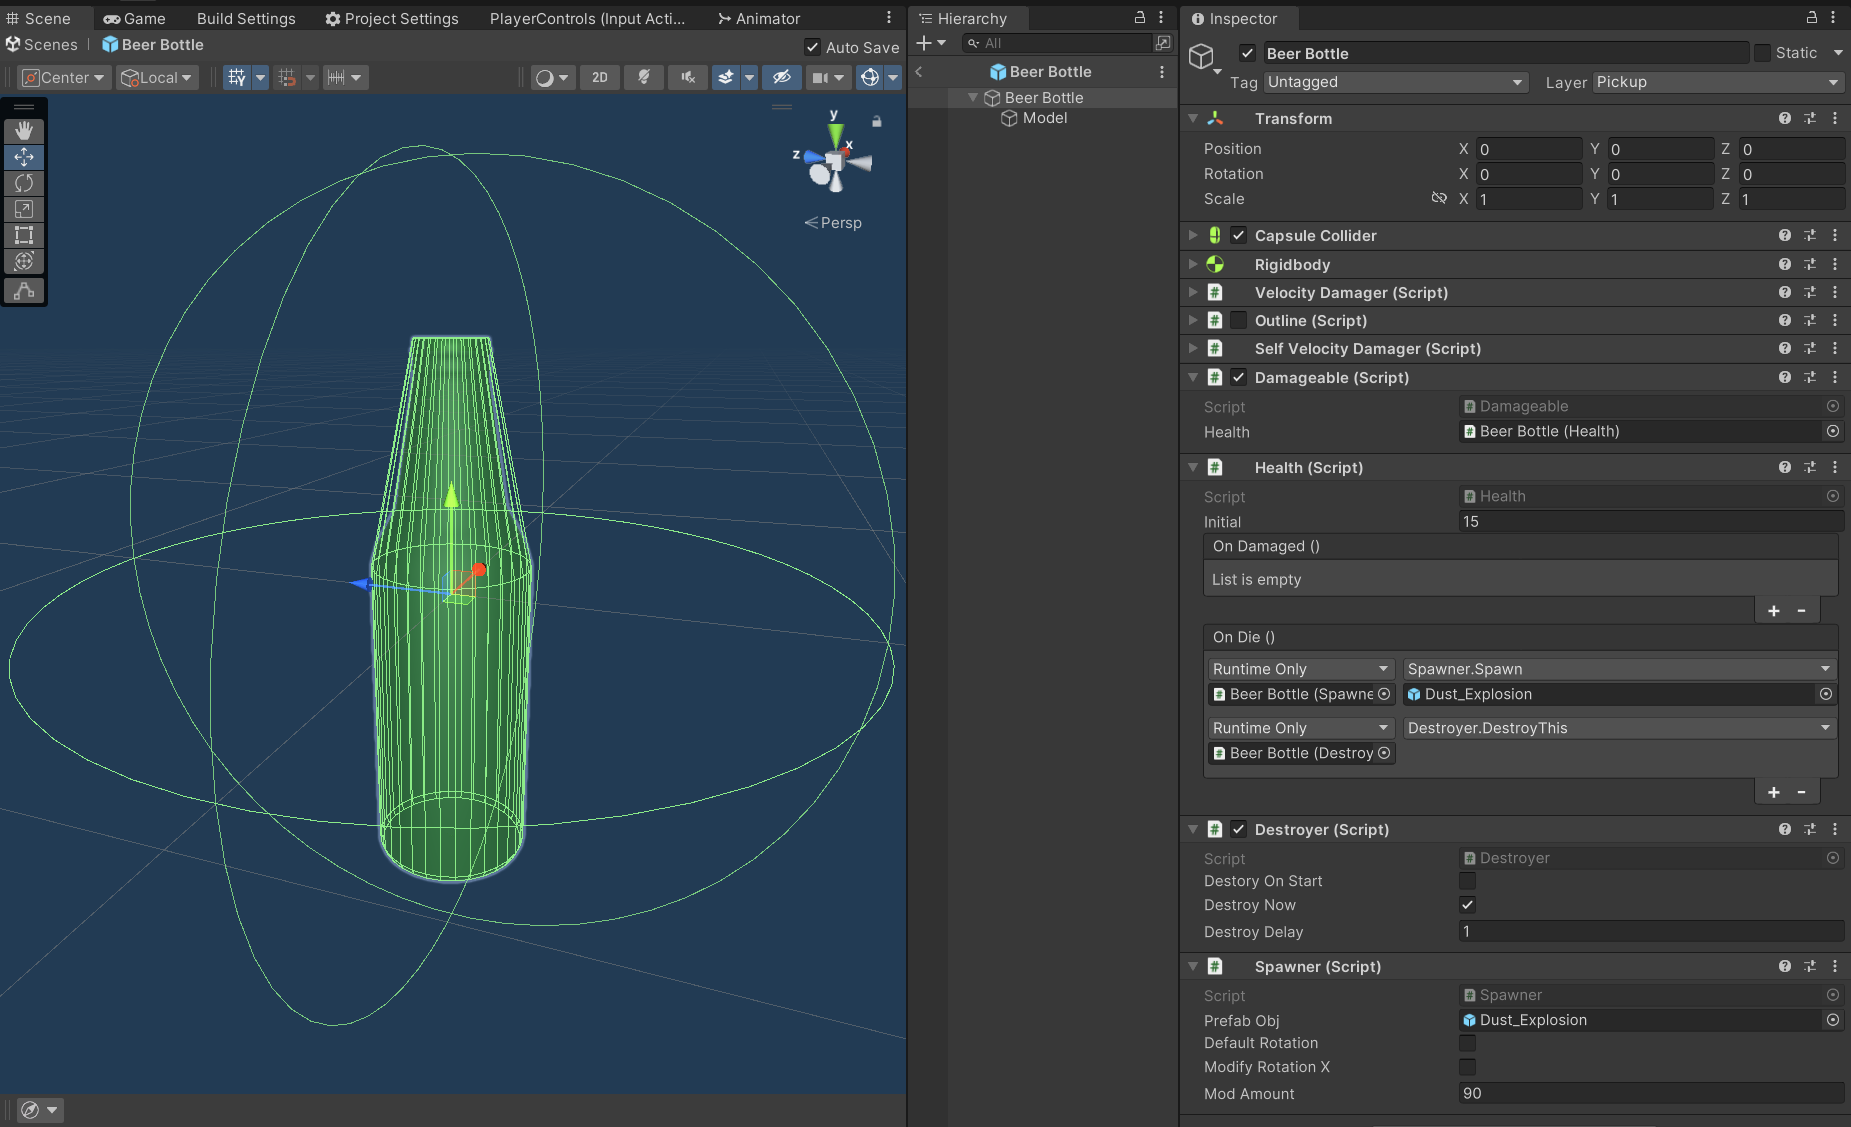 Scene
Game
Build Settings
Project Settings
PlayerControls (Input Acti...
Animator
Scenes
Beer Bottle
Auto Save
Center
Local
2D
y
x
z
Persp
Hierarchy
All
Beer Bottle
Beer Bottle
Model
Inspector
Beer Bottle
Static
Tag Untagged
Layer Pickup
Transform
Position X 0 Y 0 Z 0
Rotation X 0 Y 0 Z 0
Scale X 1 Y 1 Z 1
Capsule Collider
Rigidbody
Velocity Damager (Script)
Outline (Script)
Self Velocity Damager (Script)
Damageable (Script)
Script Damageable
Health Beer Bottle (Health)
Health (Script)
Script Health
Initial 15
On Damaged ()
List is empty
+ -
On Die ()
Runtime Only Spawner.Spawn
Beer Bottle (Spawne Dust_Explosion
Runtime Only Destroyer.DestroyThis
Beer Bottle (Destroy
+ -
Destroyer (Script)
Script Destroyer
Destory On Start
Destroy Now
Destroy Delay 1
Spawner (Script)
Script Spawner
Prefab Obj Dust_Explosion
Default Rotation
Modify Rotation X
Mod Amount 90